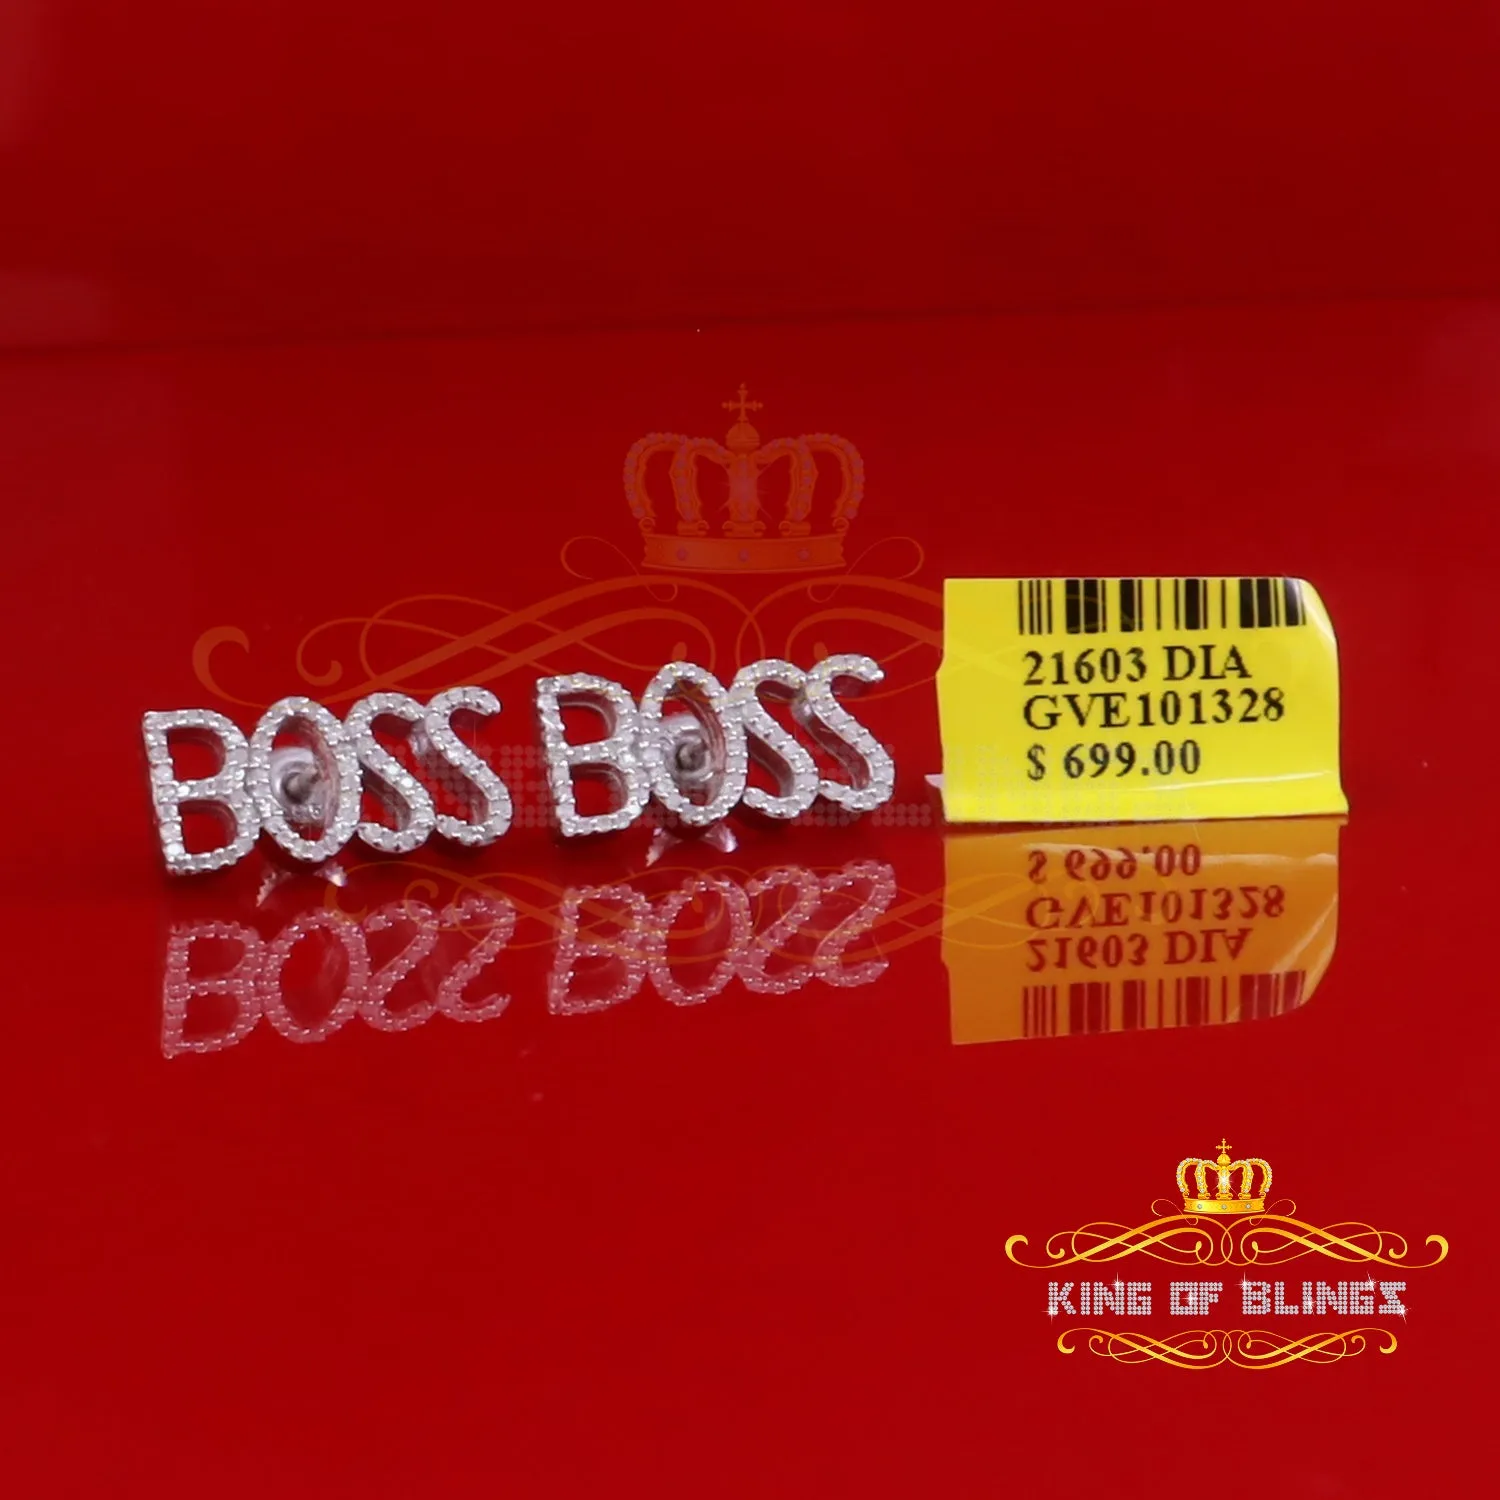 BOSS BOSS
21603 DIA
GVE101328
$ 699.00
KING OF BLINGS